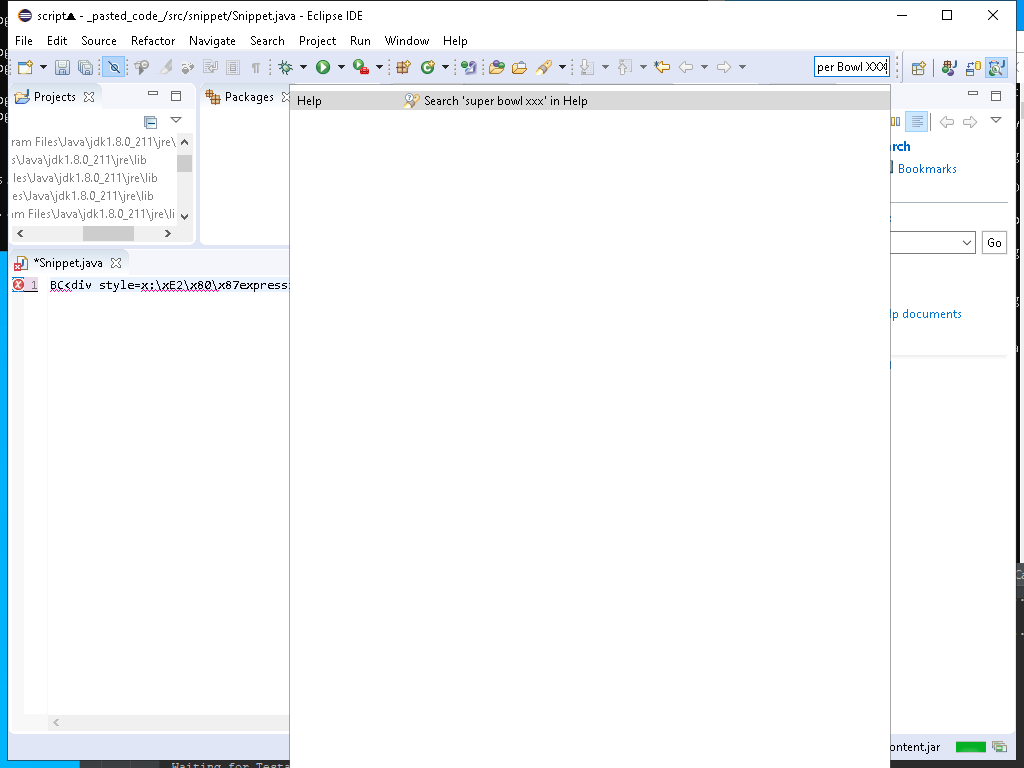 script▲ - _pasted_code_/src/snippet/Snippet.java - Eclipse IDE
File Edit Source Refactor Navigate Search Project Run Window Help
per Bowl XXX
Projects
Packages
Help Search 'super bowl xxx' in Help
ram Files\Java\jdk1.8.0_211\jre\
s\Java\jdk1.8.0_211\jre\lib
les\Java\jdk1.8.0_211\jre\lib
es\Java\jdk1.8.0_211\jre\lib
am Files\Java\jdk1.8.0_211\jre\li
rch
Bookmarks
Go
*Snippet.java
1 BC<div style=x:\xE2\x80\x87express
lp documents
ontent.jar
Waiting for Testa